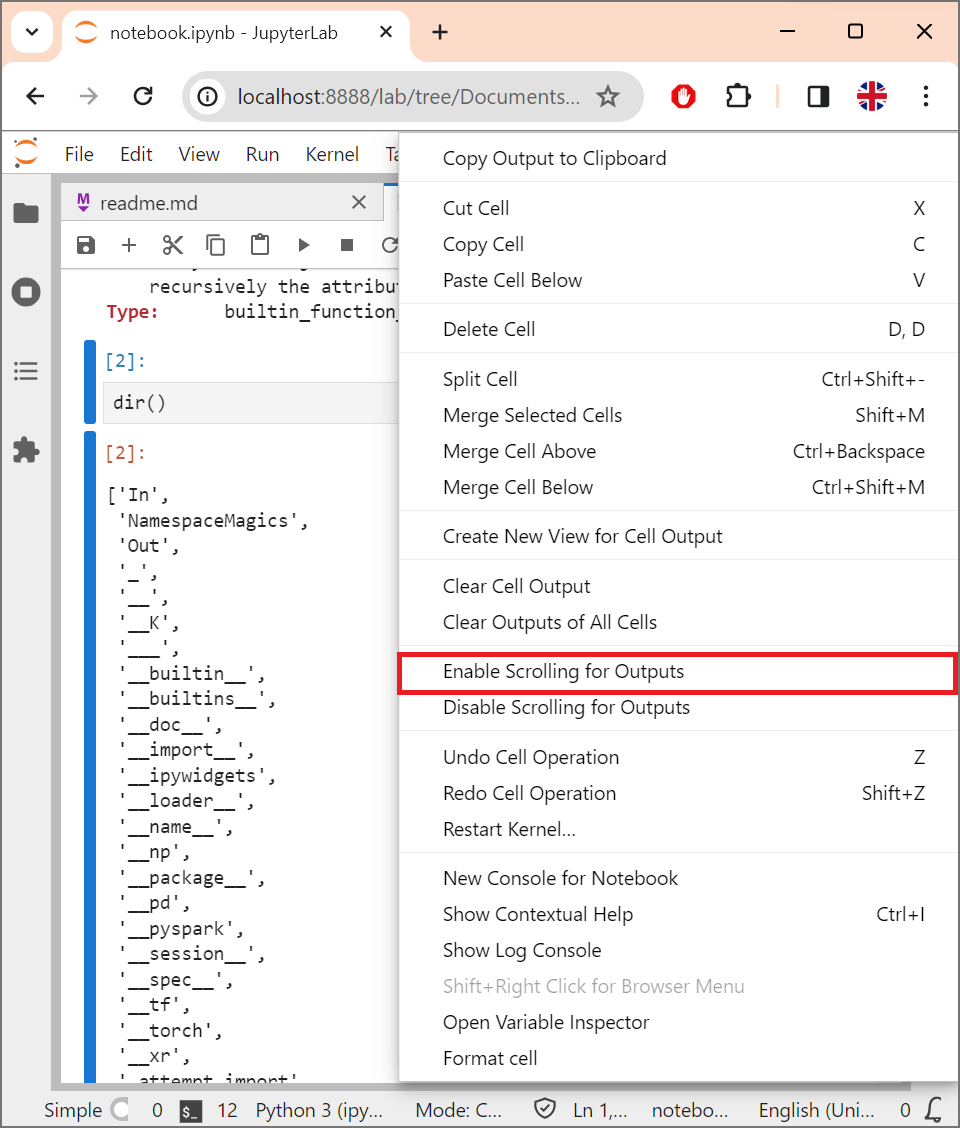 notebook.ipynb - JupyterLab
localhost:8888/lab/tree/Documents...
File Edit View Run Kernel
readme.md
recursively the
Type: builtin_function_
[2]:
dir()
[2]:
['In',
'NamespaceMagics',
'Out',
'_',
'__',
'__K',
'___',
'__builtin__',
'__builtins__',
'__doc__',
'__import__',
'__ipywidgets',
'__loader__',
'__name__',
'__np',
'__package__',
'__pd',
'__pyspark',
'__session__',
'__spec__',
'__tf',
'__torch',
'__xr',
'_attempt_import'
Copy Output to Clipboard
Cut Cell X
Copy Cell C
Paste Cell Below V
Delete Cell D, D
Split Cell Ctrl+Shift+-
Merge Selected Cells Shift+M
Merge Cell Above Ctrl+Backspace
Merge Cell Below Ctrl+Shift+M
Create New View for Cell Output
Clear Cell Output
Clear Outputs of All Cells
Enable Scrolling for Outputs
Disable Scrolling for Outputs
Undo Cell Operation Z
Redo Cell Operation Shift+Z
Restart Kernel...
New Console for Notebook
Show Contextual Help Ctrl+I
Show Log Console
Shift+Right Click for Browser Menu
Open Variable Inspector
Format cell
Simple 0 $_ 12 Python 3 (ipy... Mode: C... Ln 1,... notebo... English (Uni... 0